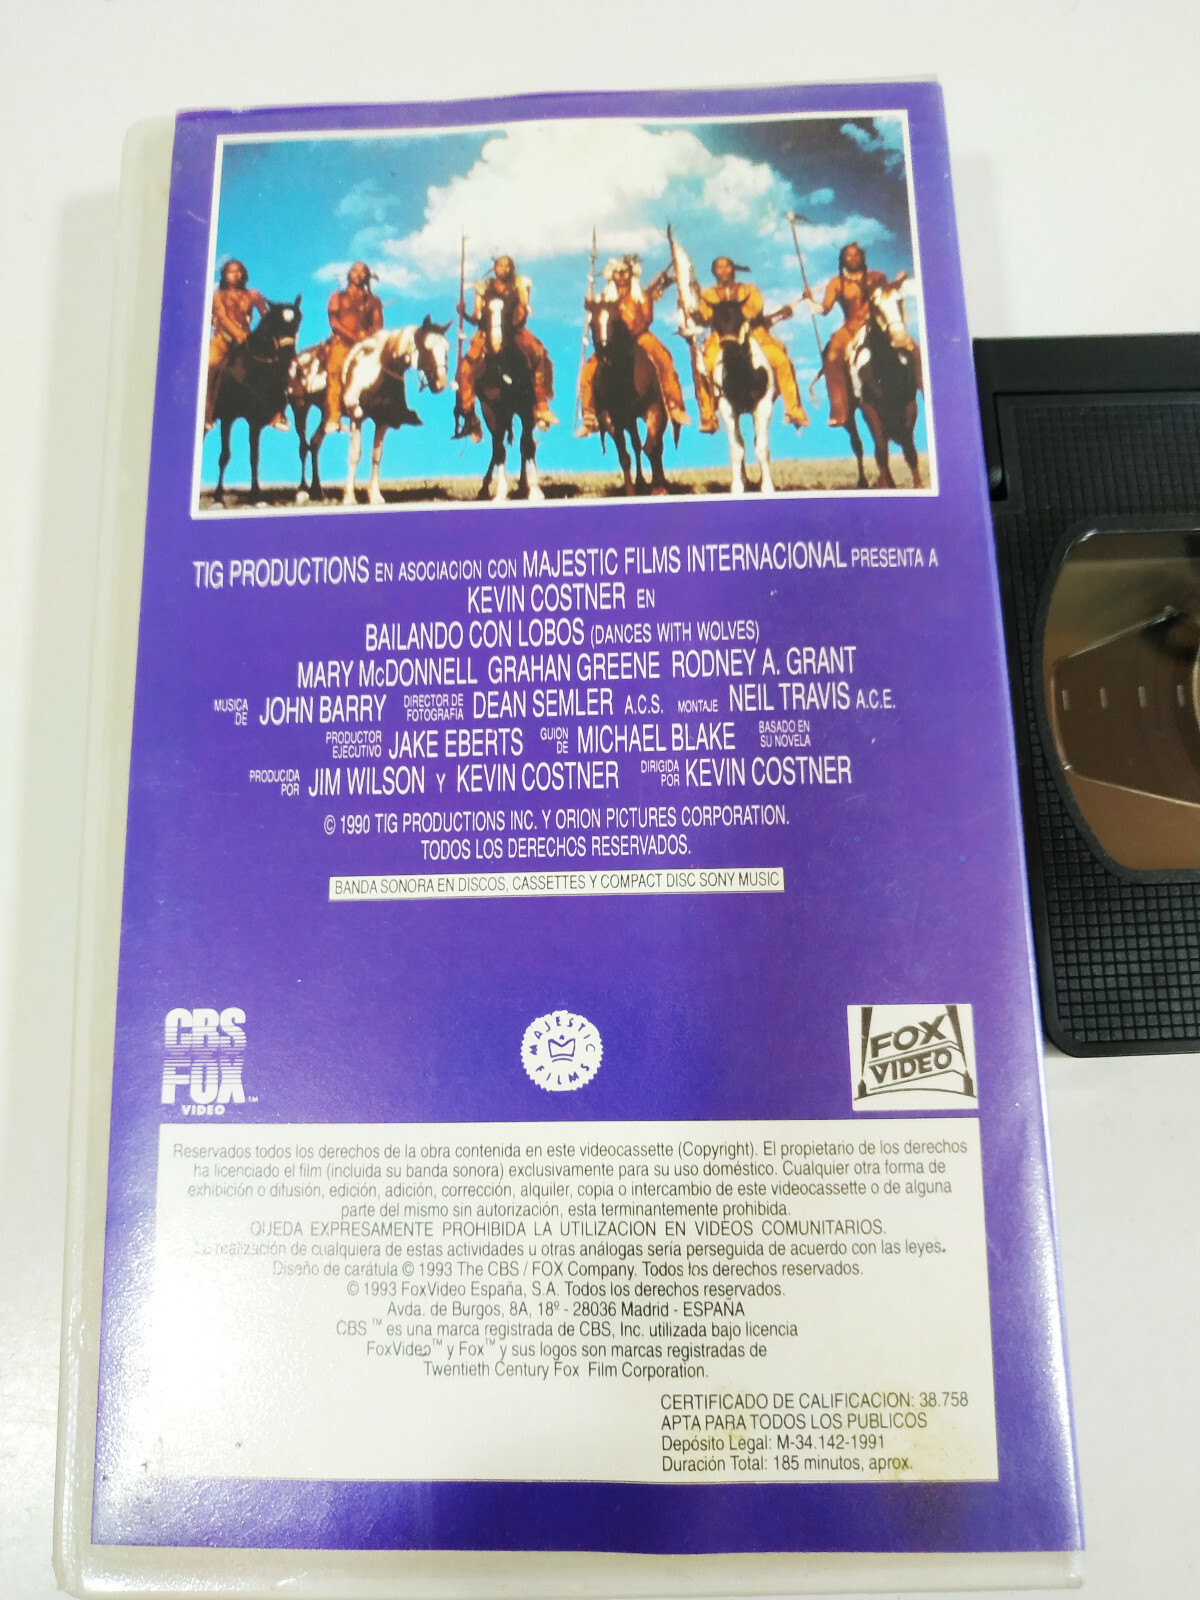 TIG PRODUCTIONS EN ASOCIACION CON MAJESTIC FILMS INTERNACIONAL PRESENTA A
KEVIN COSTNER EN
BAILANDO CON LOBOS (DANCES WITH WOLVES)
MARY McDONNELL GRAHAN GREENE RODNEY A. GRANT
MUSICA DE JOHN BARRY DIRECTOR DE FOTOGRAFIA DEAN SEMLER A.C.S. MONTAJE NEIL TRAVIS A.C.E.
PRODUCTOR EJECUTIVO JAKE EBERTS GUION DE MICHAEL BLAKE BASADO EN SU NOVELA
PRODUCIDA POR JIM WILSON Y KEVIN COSTNER DIRIGIDA POR KEVIN COSTNER
© 1990 TIG PRODUCTIONS INC. Y ORION PICTURES CORPORATION.
TODOS LOS DERECHOS RESERVADOS.
BANDA SONORA EN DISCOS, CASSETTES Y COMPACT DISC SONY MUSIC
CBS
FOX
VIDEO ™
MAJESTIC FILMS
FOX
VIDEO
Reservados todos los derechos de la obra contenida en este videocassette (Copyright). El propietario de los derechos
ha licenciado el film (incluida su banda sonora) exclusivamente para su uso doméstico. Cualquier otra forma de
exhibición o difusión, edición, adición, corrección, alquiler, copia o intercambio de este videocassette o de alguna
parte del mismo sin autorización, esta terminantemente prohibida.
QUEDA EXPRESAMENTE PROHIBIDA LA UTILIZACION EN VIDEOS COMUNITARIOS.
La realización de cualquiera de estas actividades u otras análogas sería perseguida de acuerdo con las leyes.
Diseño de carátula © 1993 The CBS / FOX Company. Todos los derechos reservados.
© 1993 FoxVideo España, S.A. Todos los derechos reservados.
Avda. de Burgos, 8A, 18º - 28036 Madrid - ESPAÑA
CBS ™ es una marca registrada de CBS, Inc. utilizada bajo licencia
FoxVideo™ y Fox™ y sus logos son marcas registradas de
Twentieth Century Fox Film Corporation.
CERTIFICADO DE CALIFICACION: 38.758
APTA PARA TODOS LOS PUBLICOS
Depósito Legal: M-34.142-1991
Duración Total: 185 minutos, aprox.